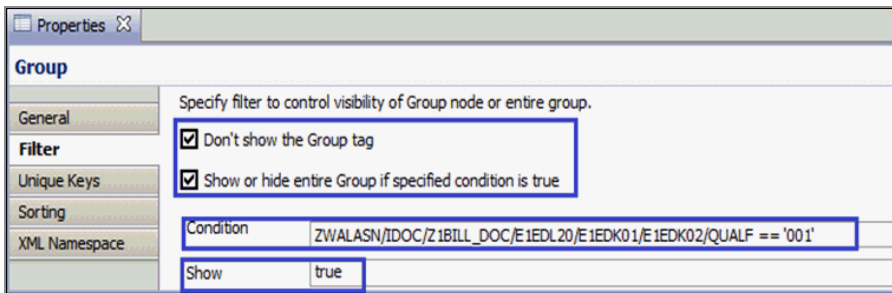 Properties
Group
Specify filter to control visibility of Group node or entire group.
General
Don't show the Group tag
Filter
Unique Keys
Show or hide entire Group if specified condition is true
Sorting
XML Namespace
Condition ZWALASN/IDOC/Z1BILL_DOC/E1EDL20/E1EDK01/E1EDK02/QUALF == '001'
Show true